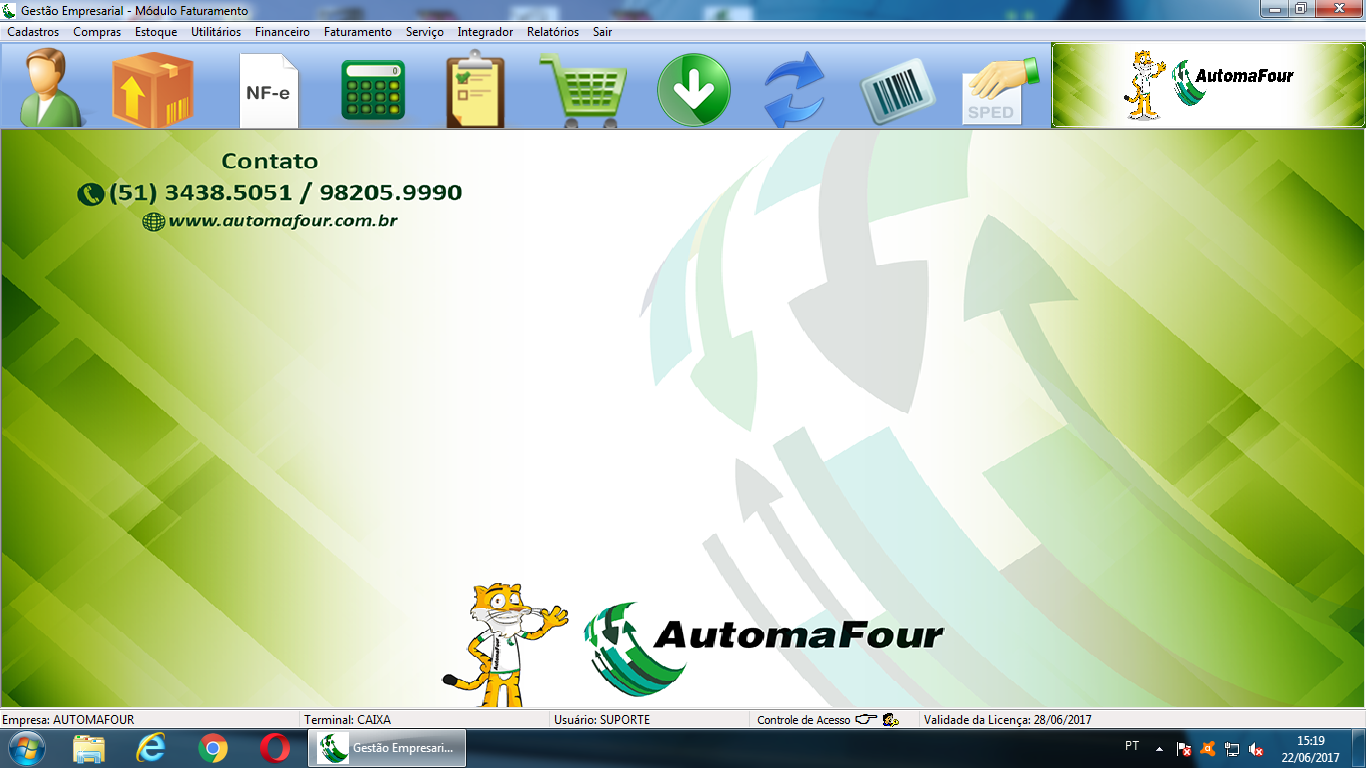 Gestão Empresarial - Módulo Faturamento
Cadastros Compras Estoque Utilitários Financeiro Faturamento Serviço Integrador Relatórios Sair
NF-e
0
SPED
AutomaFour
Contato
(51) 3438.5051 / 98205.9990
www.automafour.com.br
AutomaFour
AutomaFour
Empresa: AUTOMAFOUR Terminal: CAIXA Usuário: SUPORTE Controle de Acesso Validade da Licença: 28/06/2017
Gestão Empresari...
PT
15:19
22/06/2017